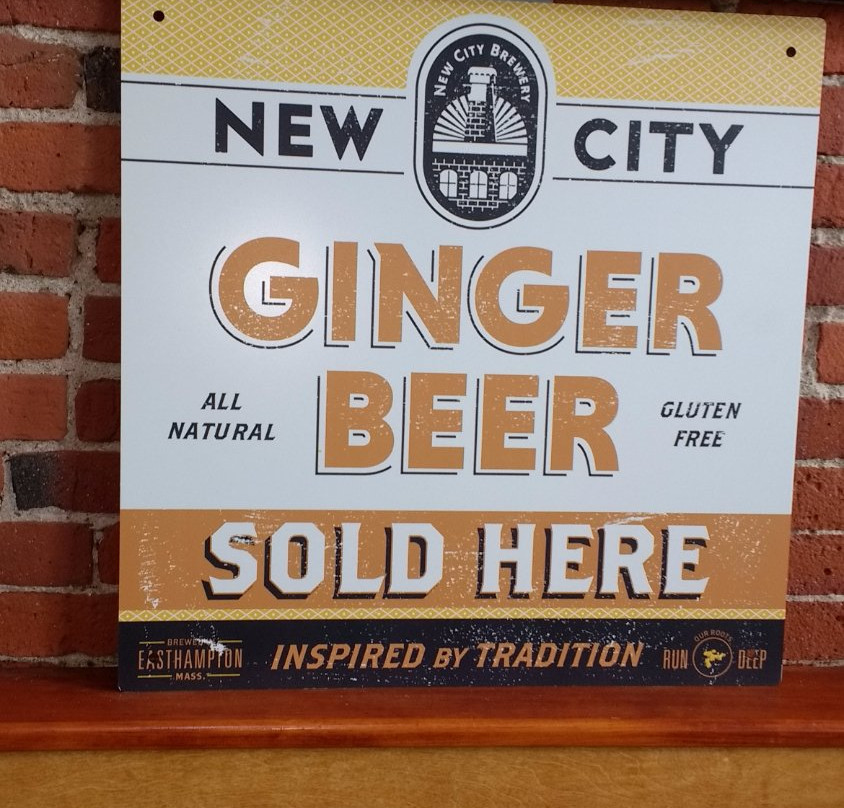 NEW CITY BREWERY
NEW CITY
GINGER
BEER
ALL
NATURAL
GLUTEN
FREE
SOLD HERE
BREWED IN
EASTHAMPTON
MASS.
INSPIRED BY TRADITION
OUR ROOTS
RUN DEEP